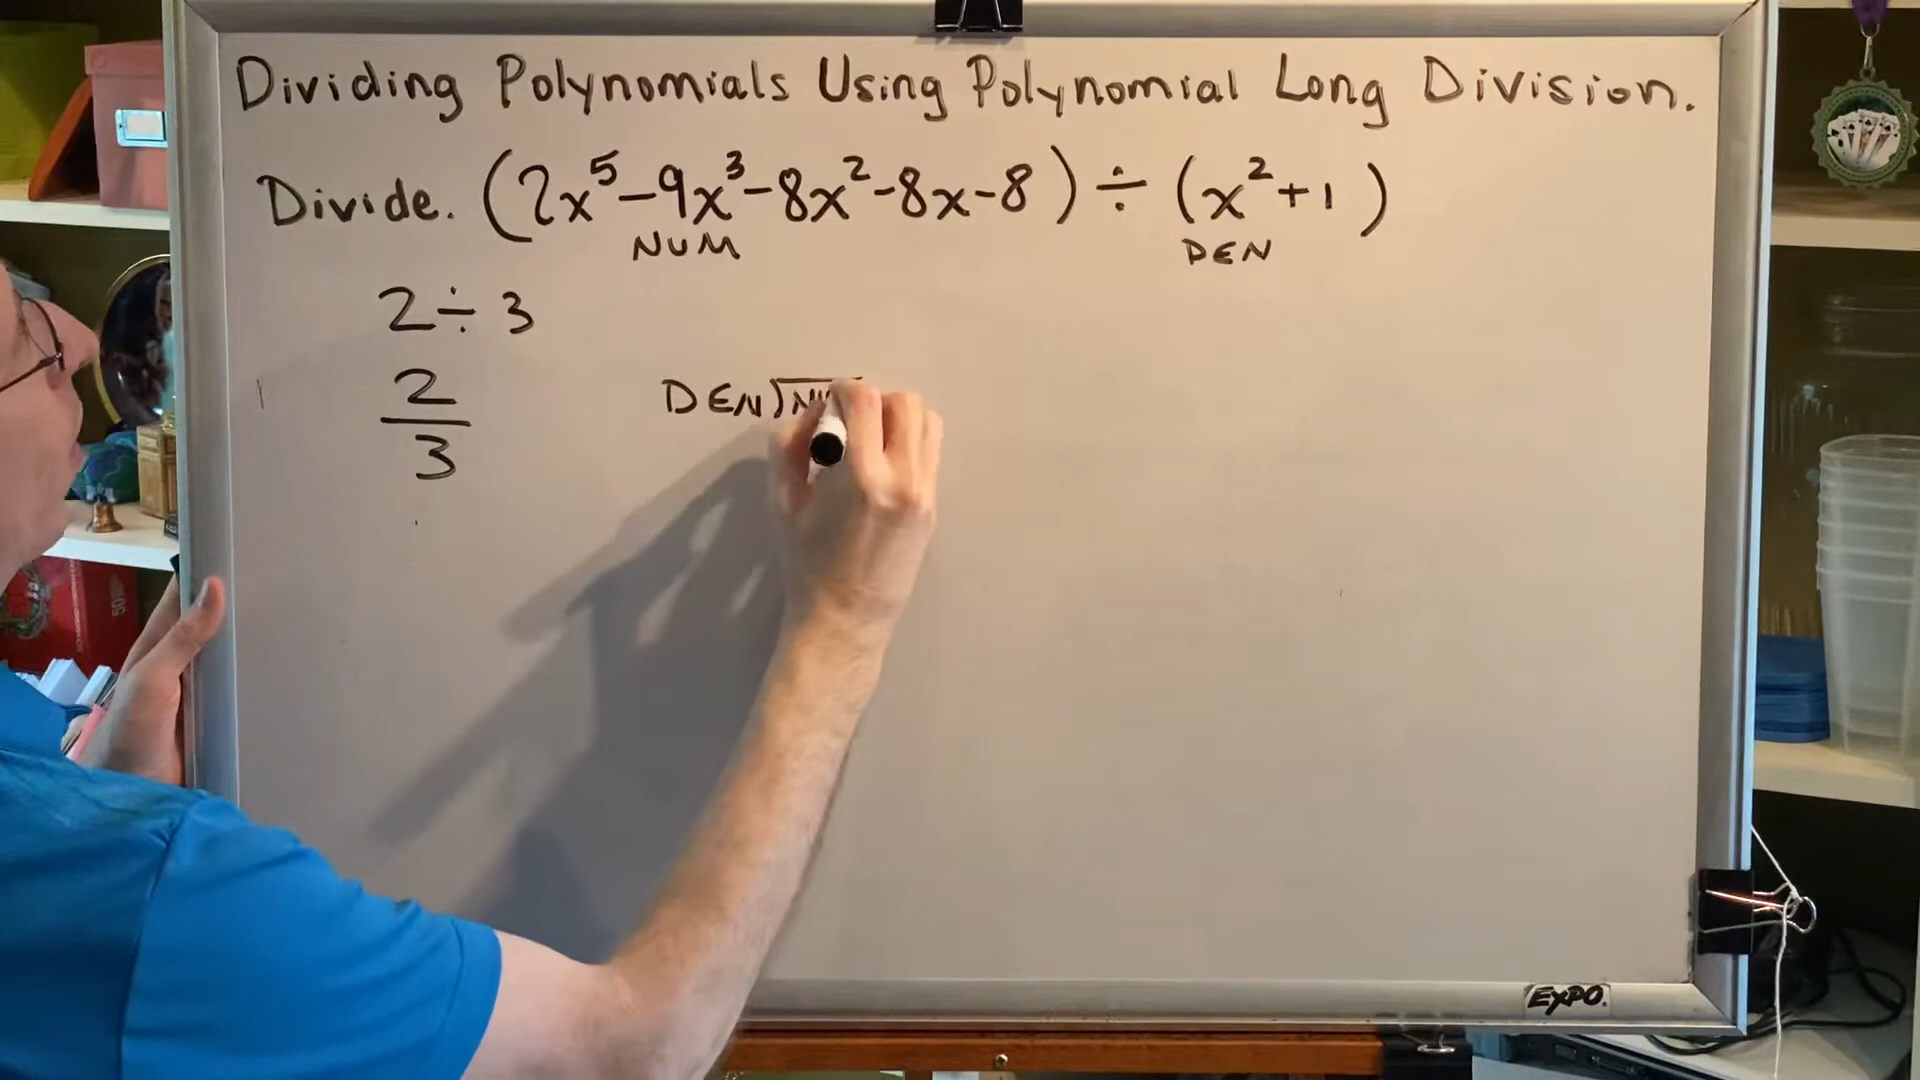 Dividing Polynomials Using Polynomial Long Division.
Divide. (2x⁵-9x³-8x²-8x-8) ÷ (x²+1)
NUM DEN
2÷3
2
3
DEN
EXPO.